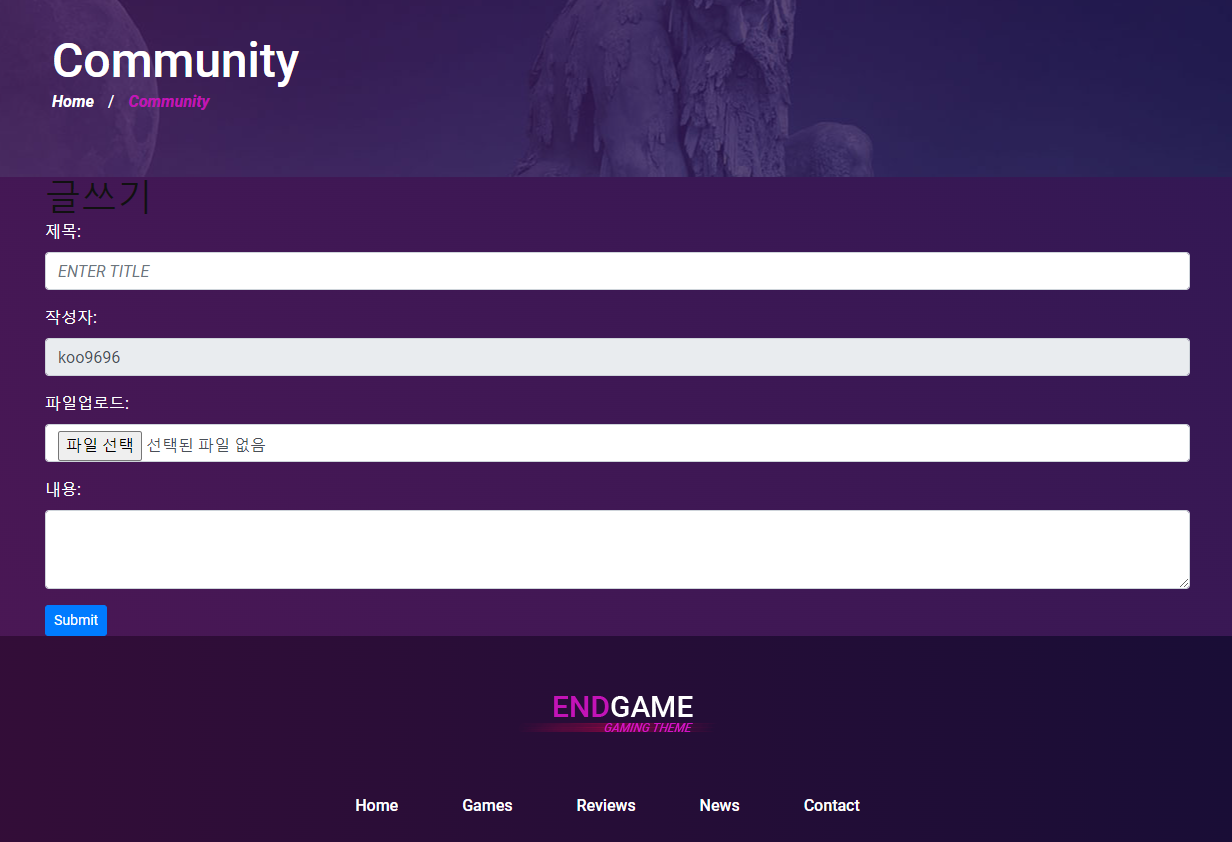 Community
Home / Community
글쓰기
제목:
ENTER TITLE
작성자:
koo9696
파일업로드:
파일 선택 선택된 파일 없음
내용:
Submit
ENDGAME
GAMING THEME
Home Games Reviews News Contact